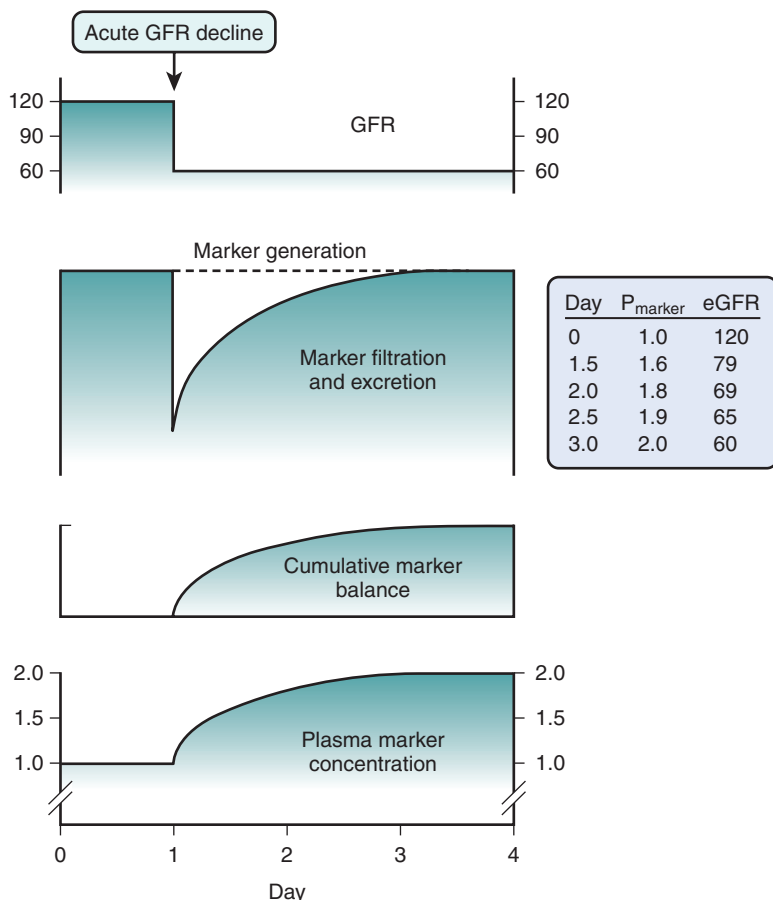 Acute GFR decline
120
90
60
GFR
120
90
60
Marker generation
Marker filtration
and excretion
Day Pmarker eGFR
0 1.0 120
1.5 1.6 79
2.0 1.8 69
2.5 1.9 65
3.0 2.0 60
Cumulative marker
balance
2.0
1.5
1.0
Plasma marker
concentration
2.0
1.5
1.0
0 1 2 3 4
Day